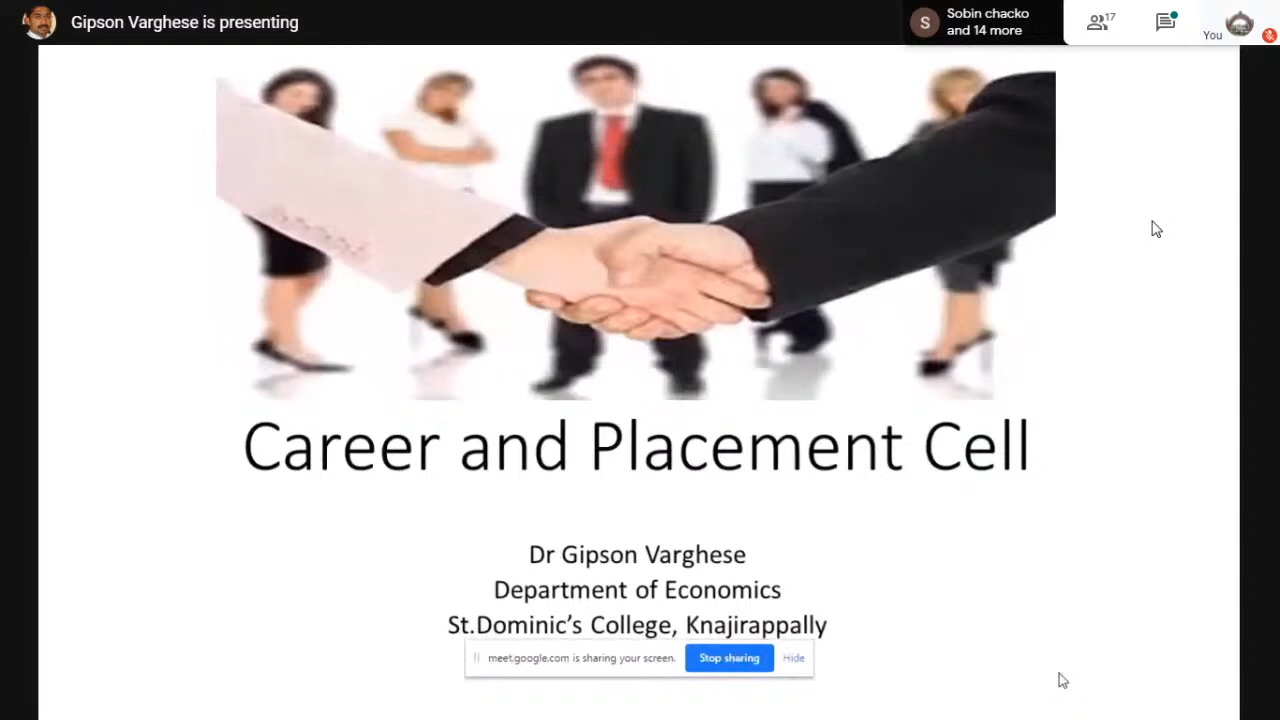 Gipson Varghese is presenting
S
Sobin chacko
and 14 more
17
You
Career and Placement Cell
Dr Gipson Varghese
Department of Economics
St.Dominic's College, Knajirappally
meet.google.com is sharing your screen.
Stop sharing
Hide